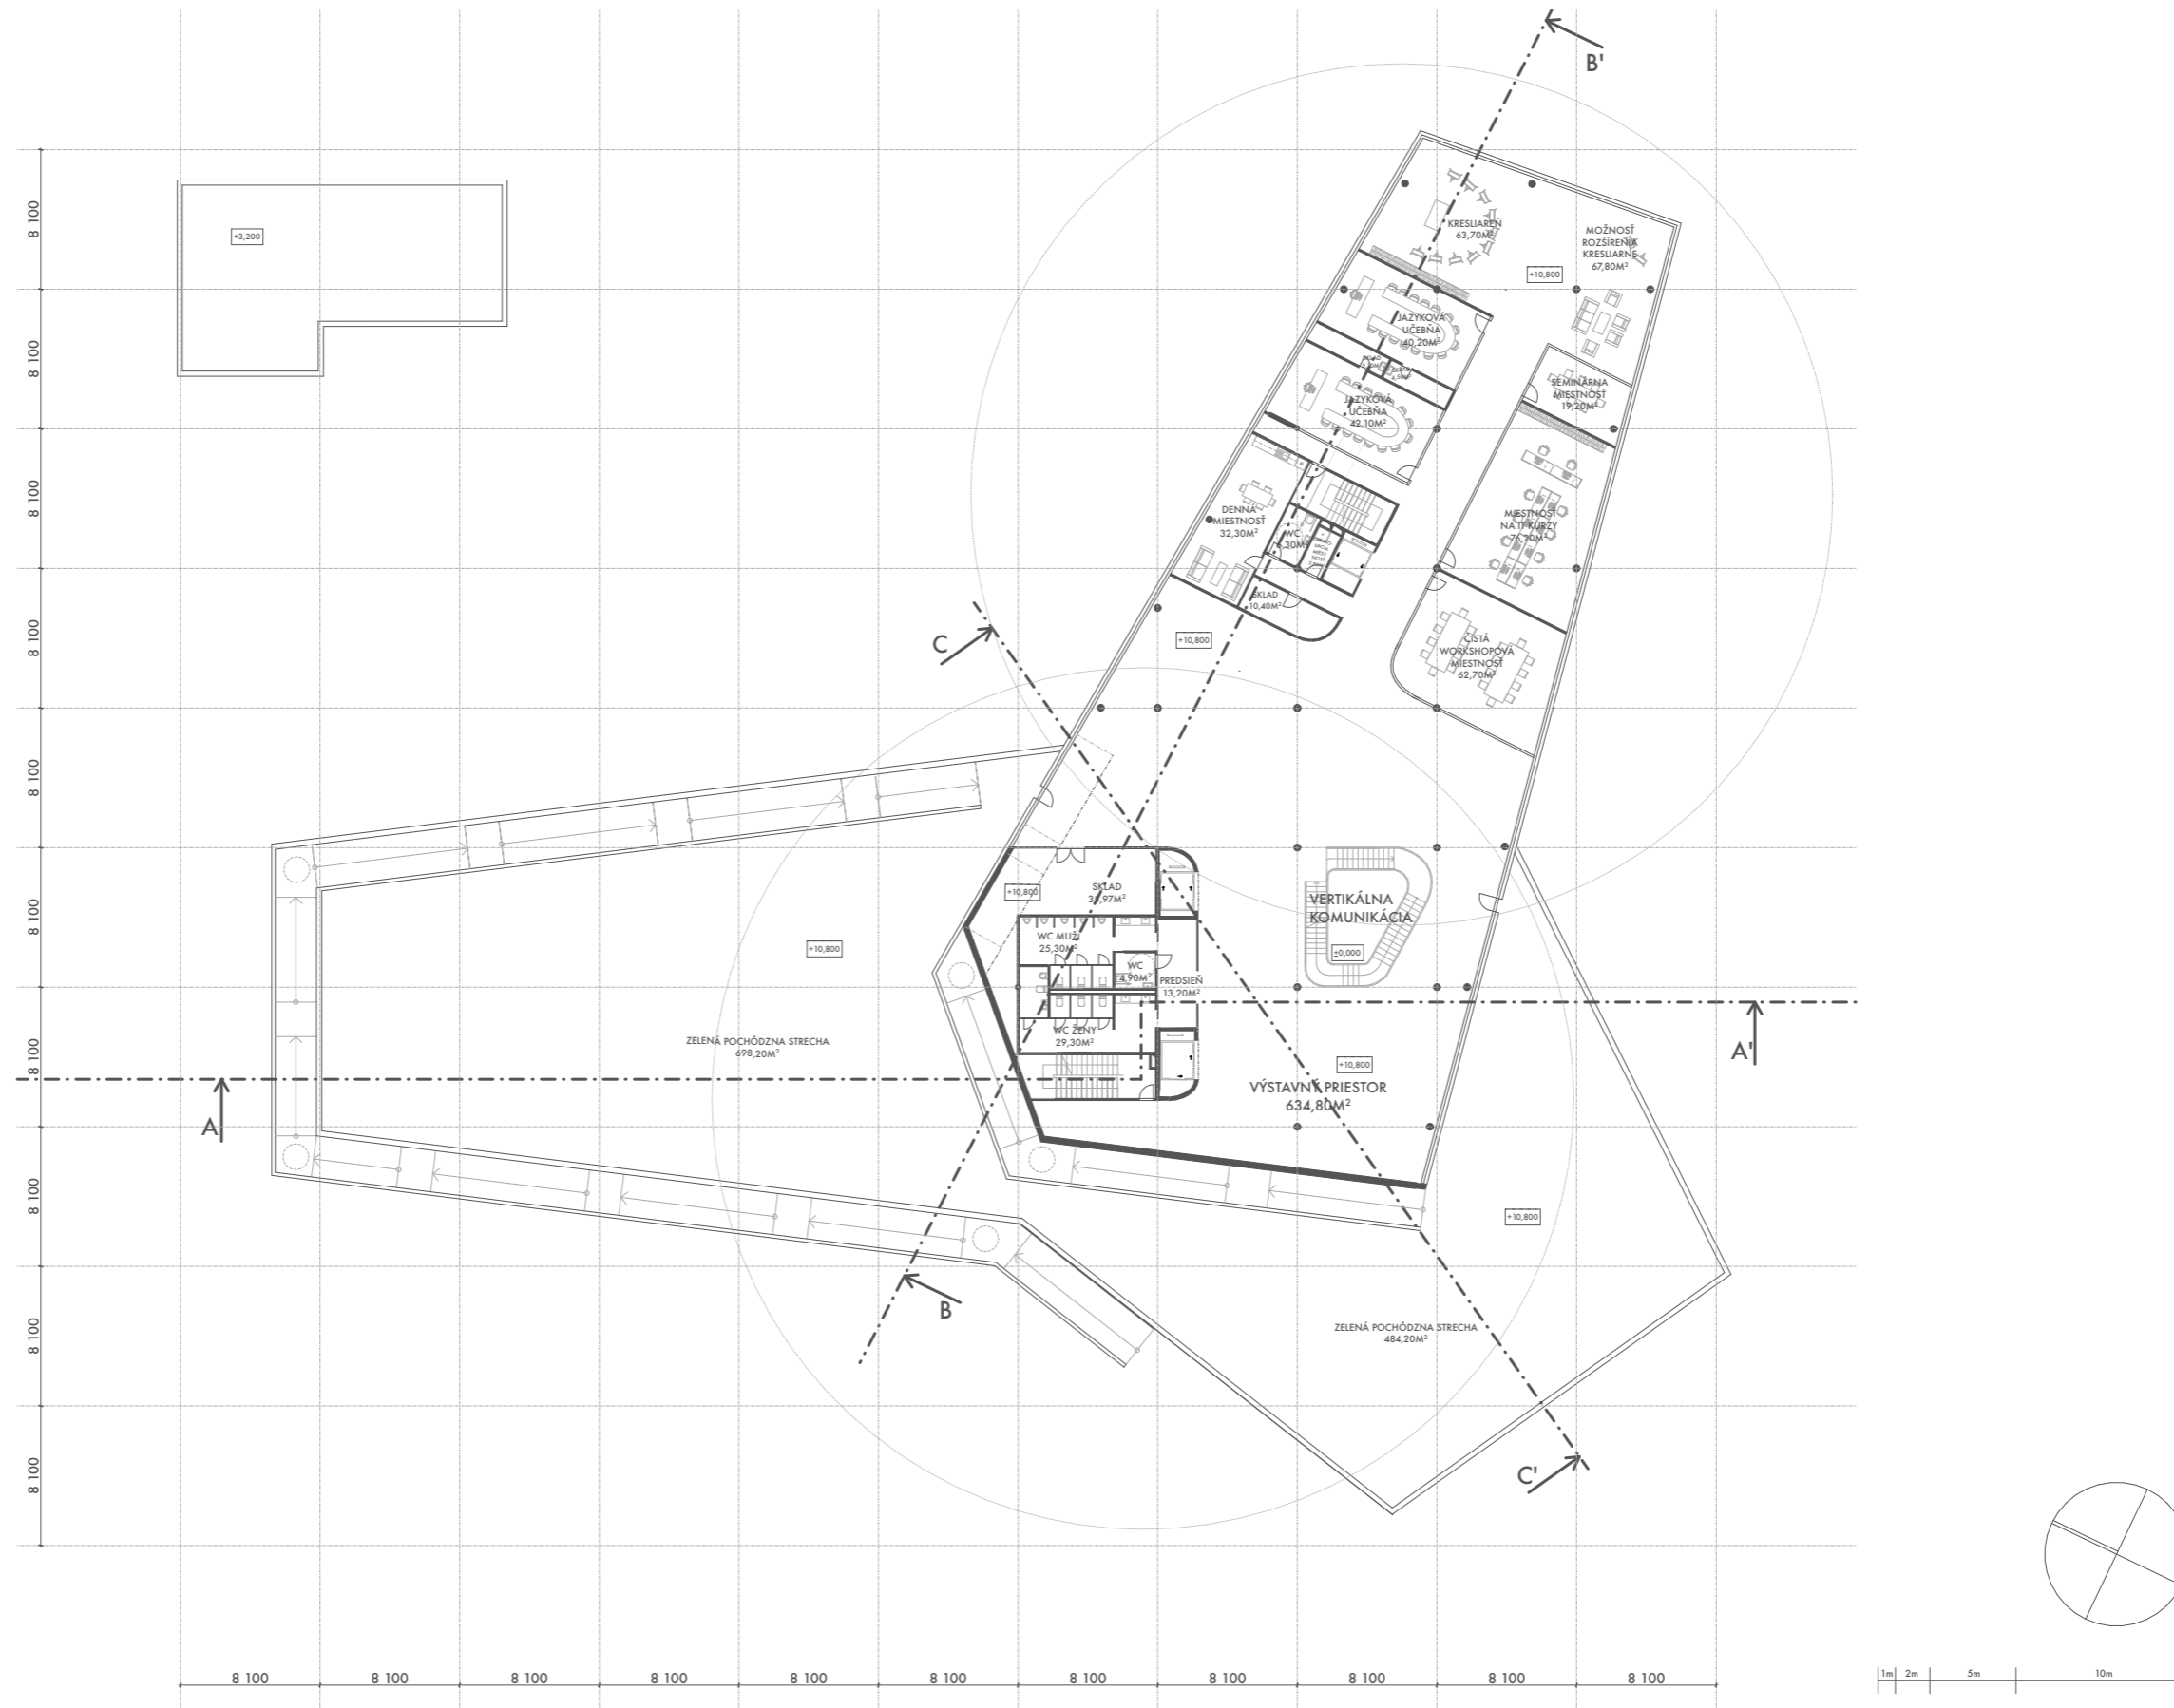 B'
8 100
+3,200
KRESLIAREŇ
63,70M²
MOŽNOSŤ
ROZŠÍRENIA
KRESLIARNE
67,80M²
+10,800
8 100
JAZYKOVÁ
UČEBŇA
40,20M²
SKLAD
SEMINÁRNA
MIESTNOSŤ
19,20M²
JAZYKOVÁ
UČEBŇA
42,10M²
8 100
DENNÁ
MIESTNOSŤ
32,30M²
WC
6,30M²
MIESTNOSŤ
NA IT KURZY
76,20M²
SKLAD
10,40M²
8 100
C
+10,800
ČISTÁ
WORKSHOPOVÁ
MIESTNOSŤ
62,70M²
8 100
8 100
+10,800
SKLAD
VERTIKÁLNA
KOMUNIKÁCIA
±0,000
+10,800
WC MUŽI
25,30M²
WC
4,90M²
PREDSIEŇ
13,20M²
WC ŽENY
29,30M²
ZELENÁ POCHÔDZNA STRECHA
698,20M²
8 100
A'
+10,800
VÝSTAVNÝ PRIESTOR
634,80M²
A
8 100
+10,800
B
8 100
ZELENÁ POCHÔDZNA STRECHA
484,20M²
8 100
C'
8 100
8 100
8 100
8 100
8 100
8 100
8 100
8 100
8 100
8 100
8 100
1m
2m
5m
10m